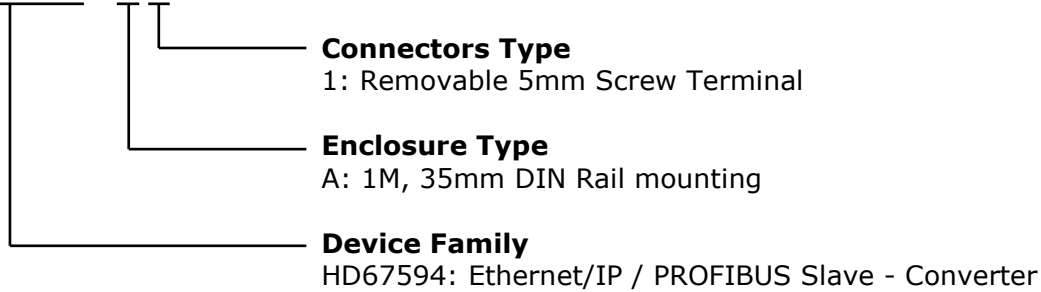 Connectors Type
1: Removable 5mm Screw Terminal
Enclosure Type
A: 1M, 35mm DIN Rail mounting
Device Family
HD67594: Ethernet/IP / PROFIBUS Slave - Converter